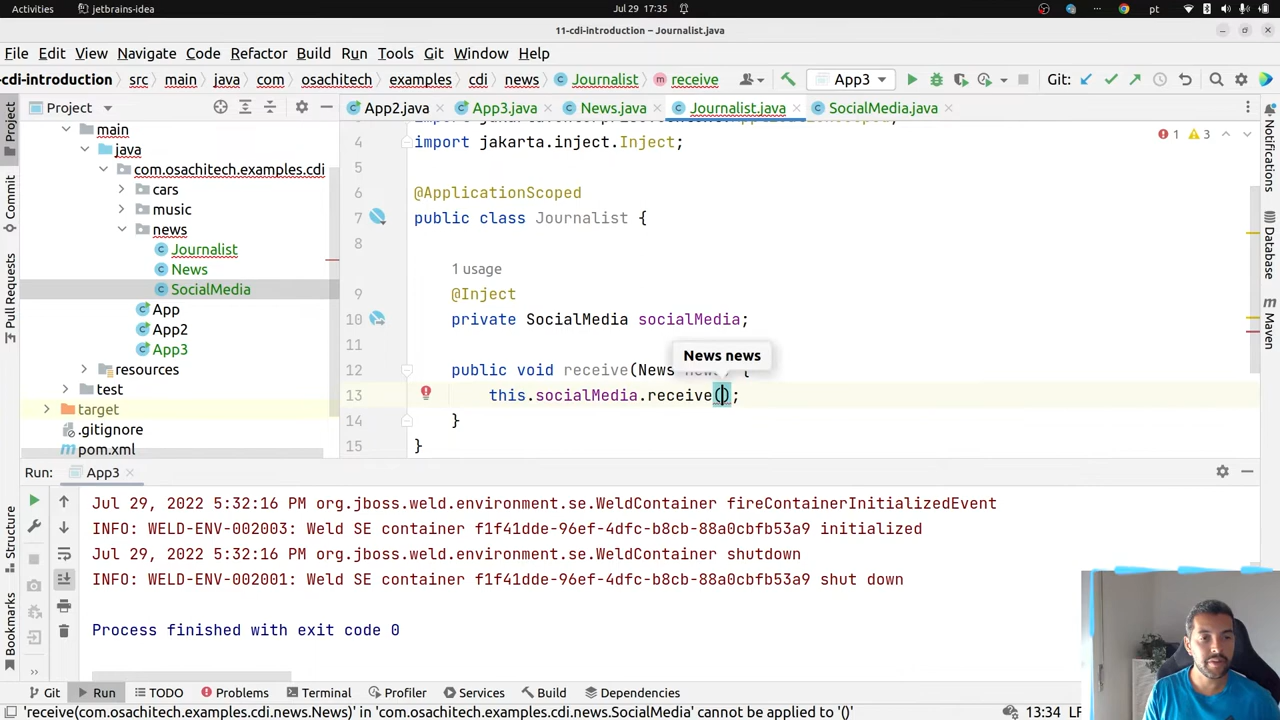 Activities jetbrains-idea Jul 29 17:35 pt
11-cdi-introduction – Journalist.java
File Edit View Navigate Code Refactor Build Run Tools Git Window Help
-cdi-introduction src main java com osachitech examples cdi news Journalist receive App3 Git:
Project App2.java App3.java News.java Journalist.java SocialMedia.java
main
java
com.osachitech.examples.cdi
cars
music
news
Journalist
News
SocialMedia
App
App2
App3
resources
test
target
.gitignore
pom.xml
1 3
4 import jakarta.inject.Inject;
5
6 @ApplicationScoped
7 public class Journalist {
8
1 usage
9 @Inject
10 private SocialMedia socialMedia;
11
News news
12 public void receive(News news) {
13 this.socialMedia.receive();
14 }
15 }
Project
Commit
Pull Requests
Structure
Bookmarks
Notifications
Database
Maven
Run: App3
Jul 29, 2022 5:32:16 PM org.jboss.weld.environment.se.WeldContainer fireContainerInitializedEvent
INFO: WELD-ENV-002003: Weld SE container f1f41dde-96ef-4dfc-b8cb-88a0cbfb53a9 initialized
Jul 29, 2022 5:32:16 PM org.jboss.weld.environment.se.WeldContainer shutdown
INFO: WELD-ENV-002001: Weld SE container f1f41dde-96ef-4dfc-b8cb-88a0cbfb53a9 shut down
Process finished with exit code 0
Git Run TODO Problems Terminal Profiler Services Build Dependencies
'receive(com.osachitech.examples.cdi.news.News)' in 'com.osachitech.examples.cdi.news.SocialMedia' cannot be applied to '()' 13:34 LF UTF-8 4 spaces main